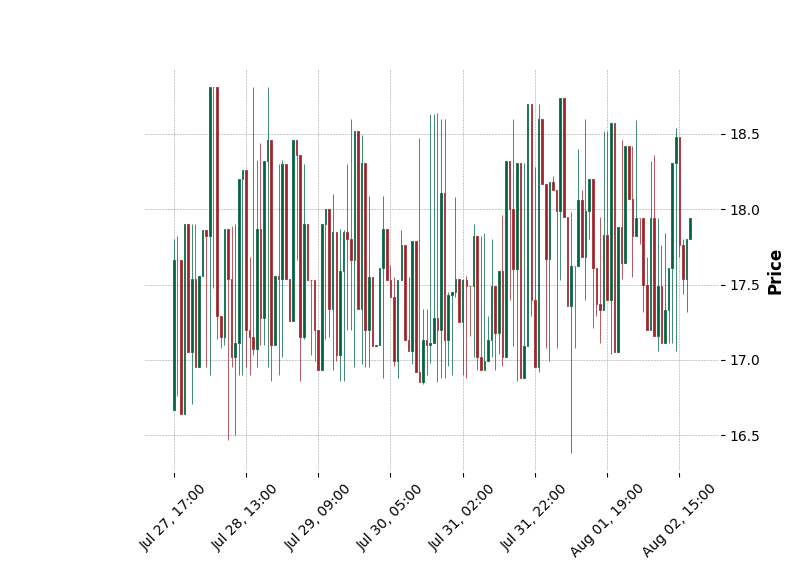 18.5
18.0
17.5
17.0
16.5
Price
Jul 27, 17:00
Jul 28, 13:00
Jul 29, 09:00
Jul 30, 05:00
Jul 31, 02:00
Jul 31, 22:00
Aug 01, 19:00
Aug 02, 15:00